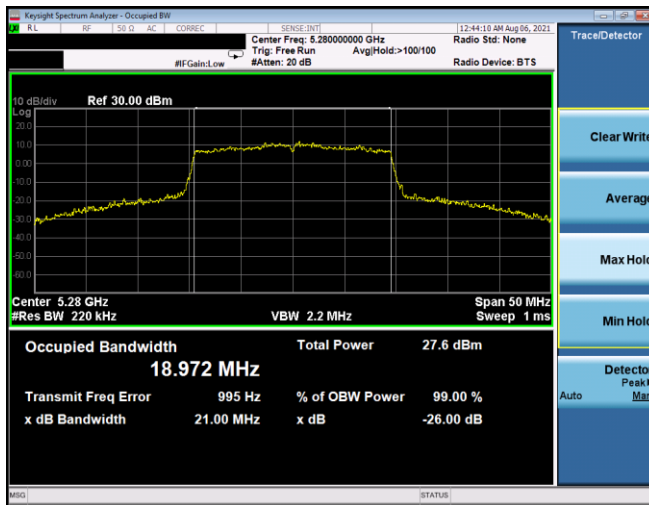 Keysight Spectrum Analyzer - Occupied BW
RL RF 50 Ω AC CORREC SENSE:INT 12:44:10 AM Aug 06, 2021
Center Freq: 5.280000000 GHz Radio Std: None
Trig: Free Run Avg|Hold:>100/100
#IFGain:Low #Atten: 20 dB Radio Device: BTS
Trace/Detector
10 dB/div Ref 30.00 dBm
Log
20.0
10.0
0.00
-10.0
-20.0
-30.0
-40.0
-50.0
-60.0
Center 5.28 GHz Span 50 MHz
#Res BW 220 kHz VBW 2.2 MHz Sweep 1 ms
Occupied Bandwidth Total Power 27.6 dBm
18.972 MHz
Transmit Freq Error 995 Hz % of OBW Power 99.00 %
x dB Bandwidth 21.00 MHz x dB -26.00 dB
Clear Write
Average
Max Hold
Min Hold
Detector
Peak
Auto Man
MSG STATUS